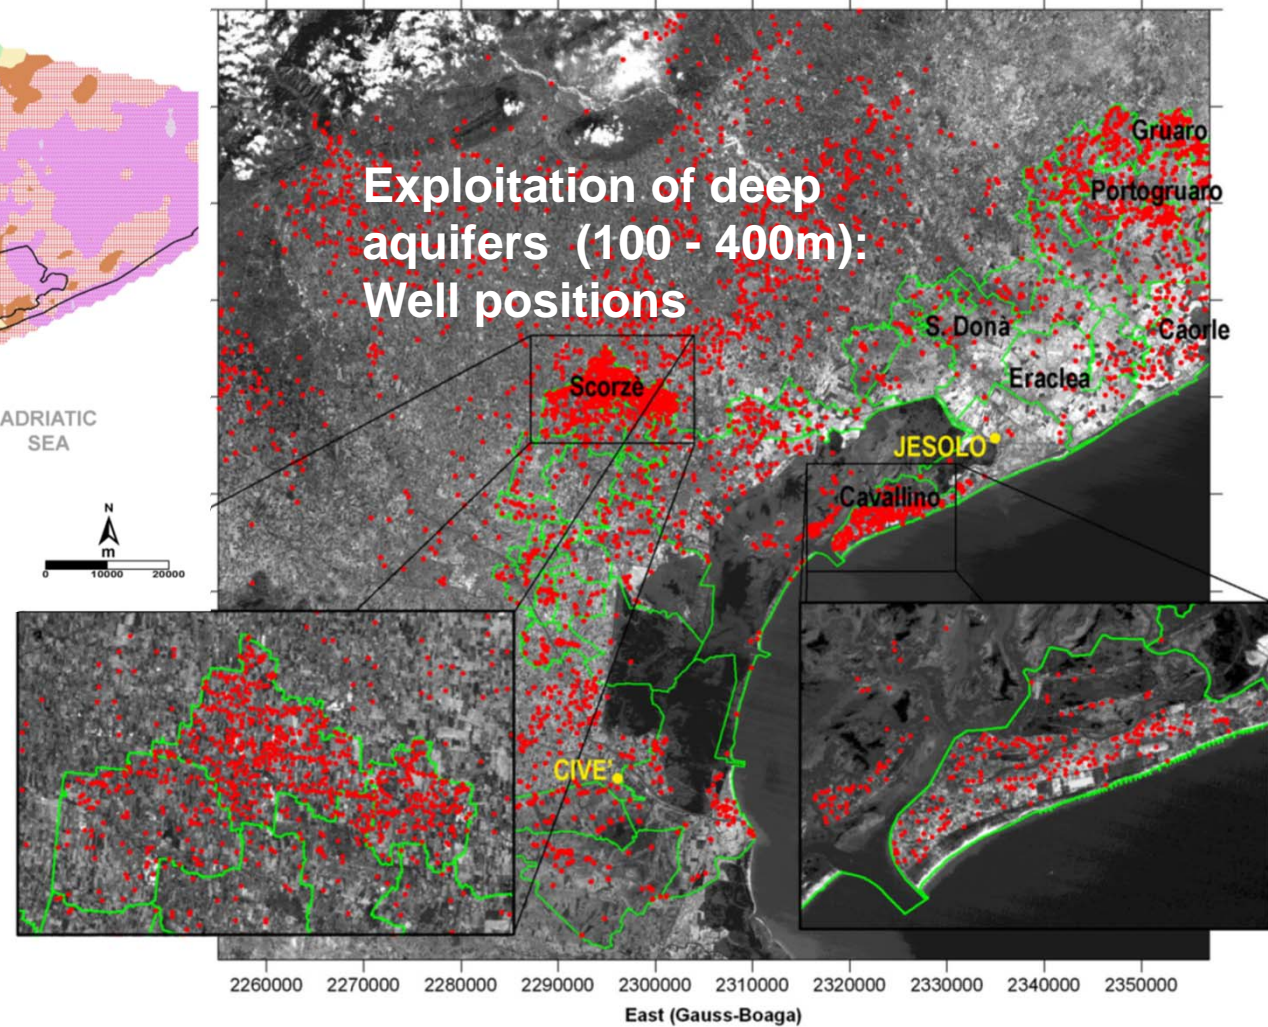 Exploitation of deep
aquifers (100 - 400m):
Well positions
Gruaro
Portogruaro
S. Donà
Caorle
Eraclea
Scorzè
JESOLO
Cavallino
CIVE'
ADRIATIC
SEA
N
m
0 10000 20000
2260000 2270000 2280000 2290000 2300000 2310000 2320000 2330000 2340000 2350000
East (Gauss-Boaga)